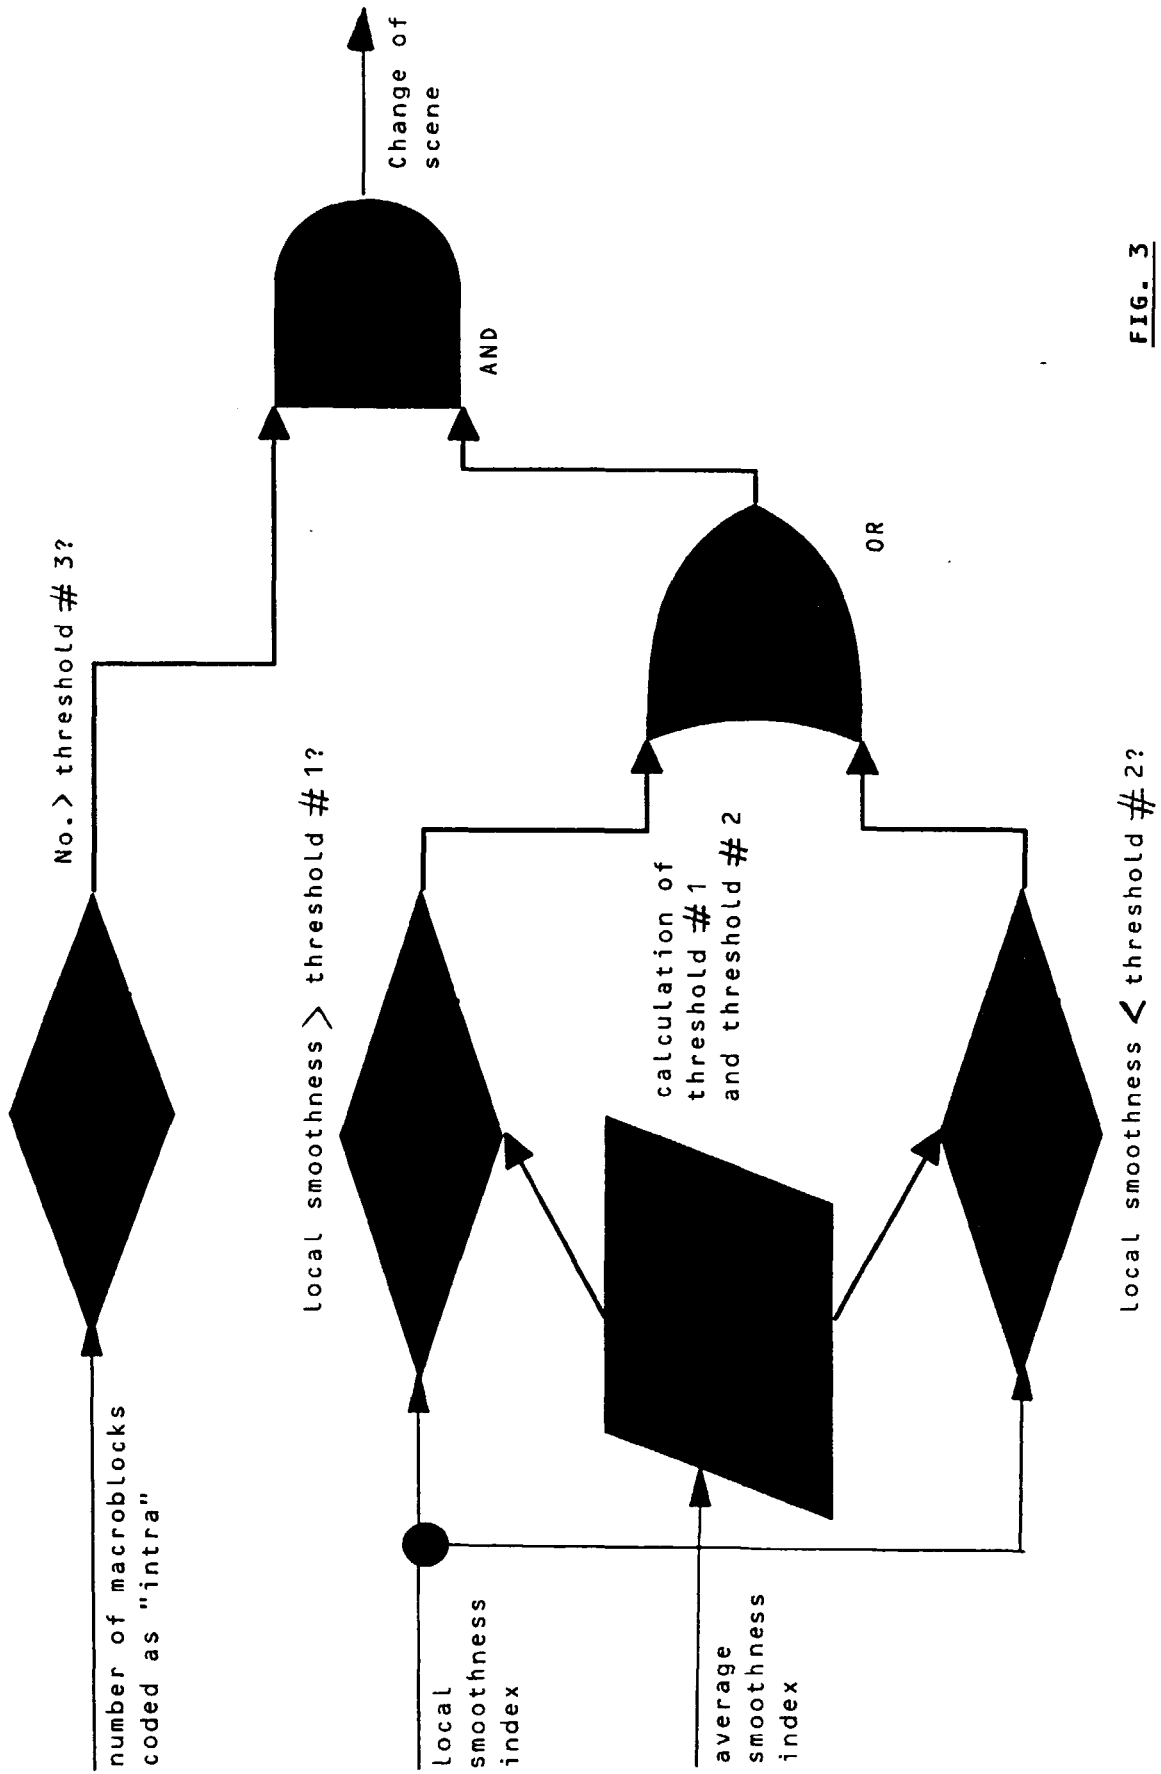 No.> threshold # 3?
number of macroblocks
coded as "intra"
Change of
scene
AND
local smoothness > threshold # 1?
local
smoothness
index
calculation of
threshold # 1
and threshold # 2
OR
average
smoothness
index
local smoothness < threshold # 2?
FIG. 3